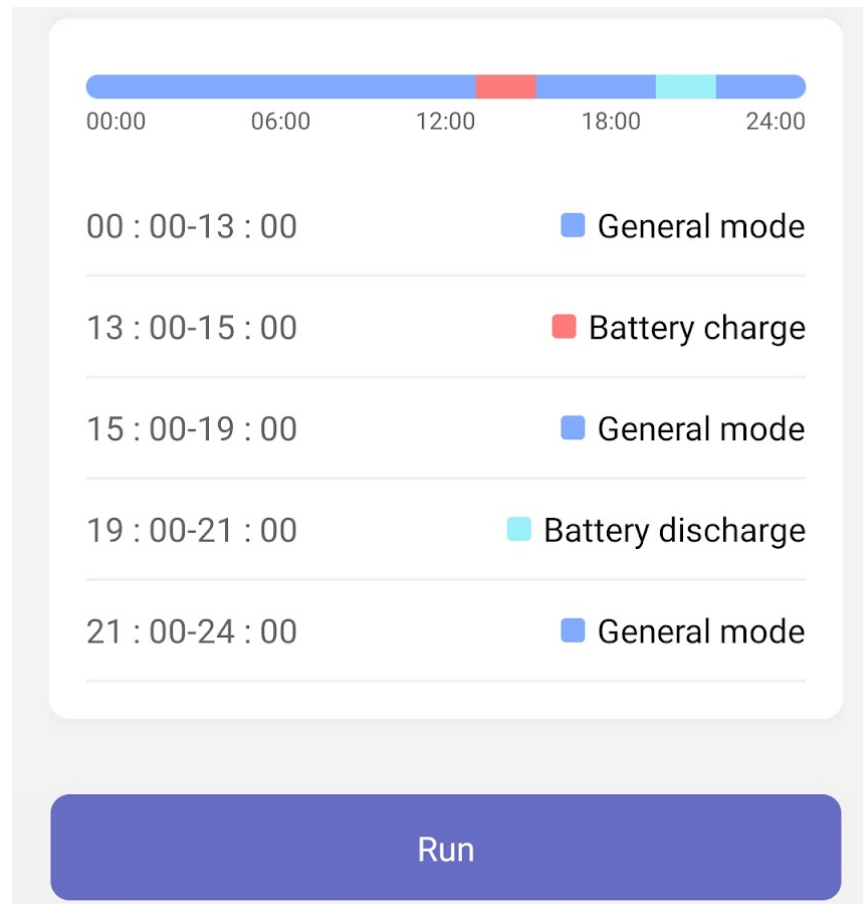 00:00 06:00 12:00 18:00 24:00
00 : 00-13 : 00 General mode
13 : 00-15 : 00 Battery charge
15 : 00-19 : 00 General mode
19 : 00-21 : 00 Battery discharge
21 : 00-24 : 00 General mode
Run